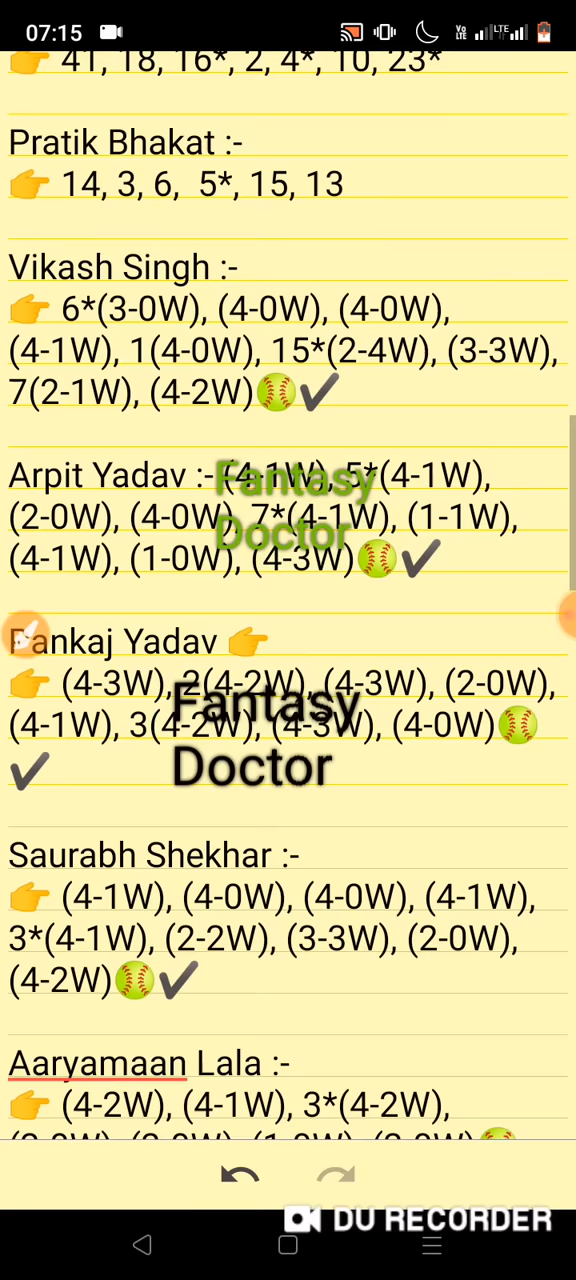 07:15
Vo LTE LTE
41, 18, 16*, 2, 4*, 10, 23*
Pratik Bhakat :-
👉 14, 3, 6, 5*, 15, 13
Vikash Singh :-
👉 6*(3-0W), (4-0W), (4-0W),
(4-1W), 1(4-0W), 15*(2-4W), (3-3W),
7(2-1W), (4-2W)🥎✔
Arpit Yadav :- (4-1W), 5*(4-1W),
(2-0W), (4-0W), 7*(4-1W), (1-1W),
(4-1W), (1-0W), (4-3W)🥎✔
Fantasy
Doctor
Pankaj Yadav 👉
👉 (4-3W), 2(4-2W), (4-3W), (2-0W),
(4-1W), 3(4-2W), (4-3W), (4-0W)🥎
✔
Fantasy
Doctor
Saurabh Shekhar :-
👉 (4-1W), (4-0W), (4-0W), (4-1W),
3*(4-1W), (2-2W), (3-3W), (2-0W),
(4-2W)🥎✔
Aaryamaan Lala :-
👉 (4-2W), (4-1W), 3*(4-2W),
DU RECORDER